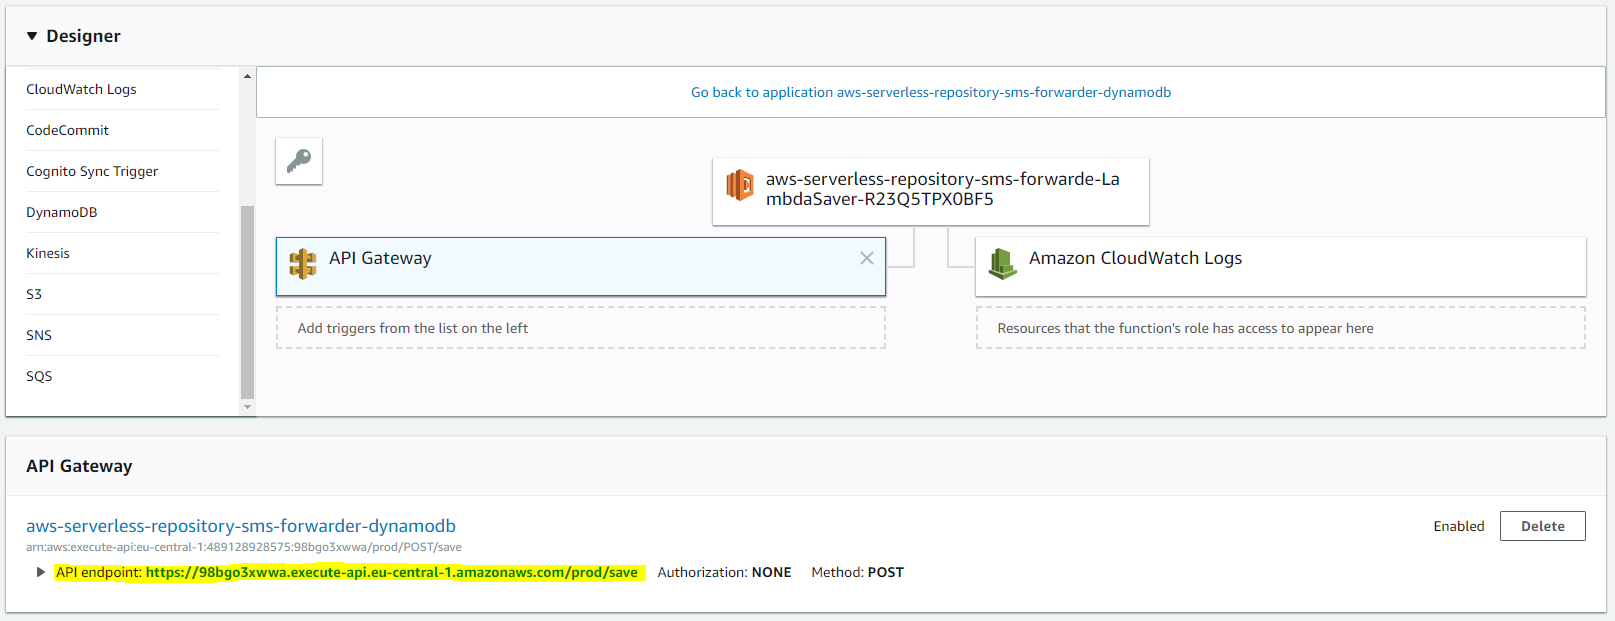 Designer
CloudWatch Logs
CodeCommit
Cognito Sync Trigger
DynamoDB
Kinesis
S3
SNS
SQS
Go back to application aws-serverless-repository-sms-forwarder-dynamodb
aws-serverless-repository-sms-forwarde-La
mbdaSaver-R23Q5TPX0BF5
API Gateway
Add triggers from the list on the left
Amazon CloudWatch Logs
Resources that the function's role has access to appear here
API Gateway
aws-serverless-repository-sms-forwarder-dynamodb
Enabled
Delete
arn:aws:execute-api:eu-central-1:489128928575:98bgo3xwwa/prod/POST/save
API endpoint: https://98bgo3xwwa.execute-api.eu-central-1.amazonaws.com/prod/save Authorization: NONE Method: POST